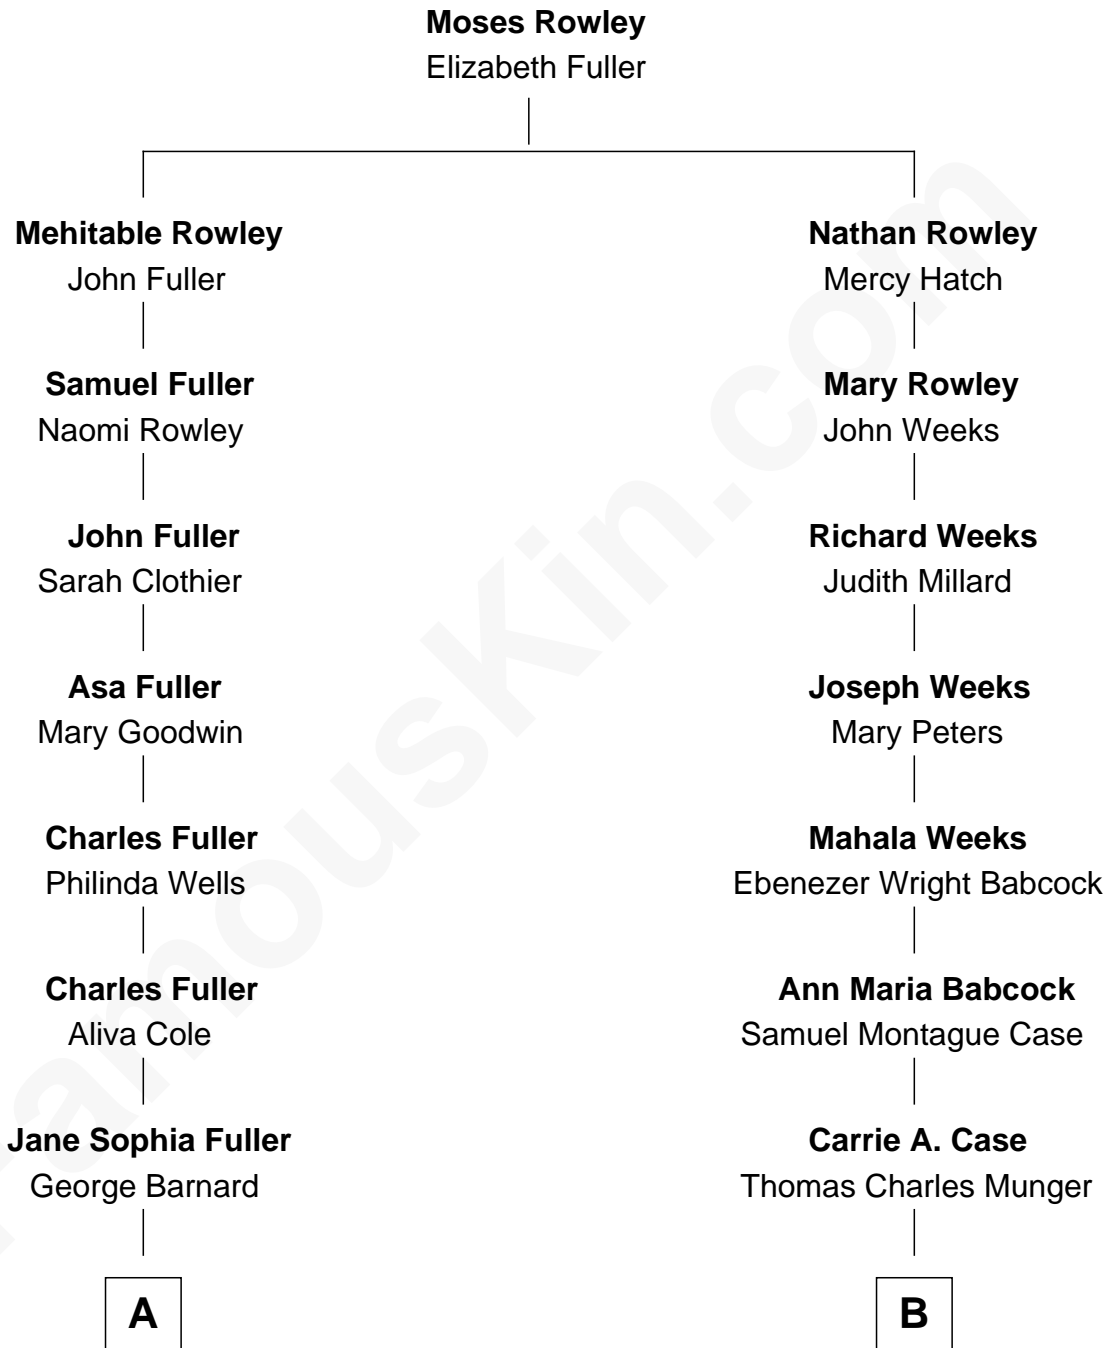 Moses Rowley
Elizabeth Fuller
Mehitable Rowley
John Fuller
Nathan Rowley
Mercy Hatch
Samuel Fuller
Naomi Rowley
Mary Rowley
John Weeks
John Fuller
Sarah Clothier
Richard Weeks
Judith Millard
Asa Fuller
Mary Goodwin
Joseph Weeks
Mary Peters
Charles Fuller
Philinda Wells
Mahala Weeks
Ebenezer Wright Babcock
Charles Fuller
Aliva Cole
Ann Maria Babcock
Samuel Montague Case
Jane Sophia Fuller
George Barnard
Carrie A. Case
Thomas Charles Munger
A
B
FamousKin.com